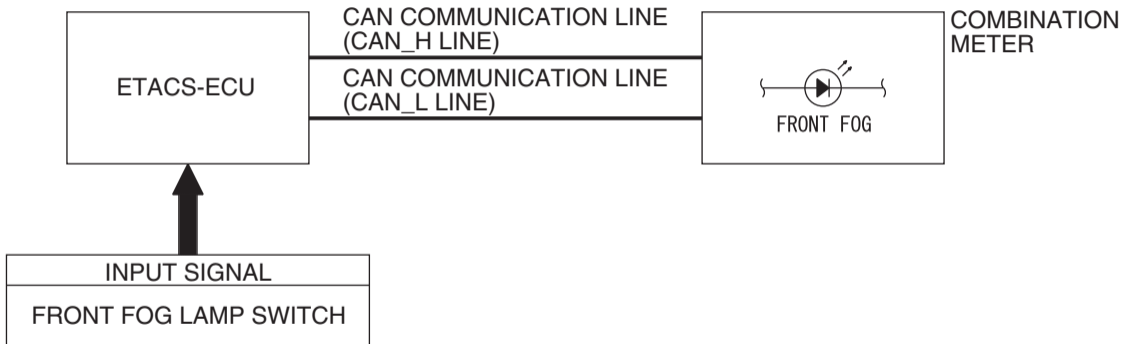 CAN COMMUNICATION LINE
(CAN_H LINE)
COMBINATION
METER
ETACS-ECU
CAN COMMUNICATION LINE
(CAN_L LINE)
FRONT FOG
INPUT SIGNAL
FRONT FOG LAMP SWITCH